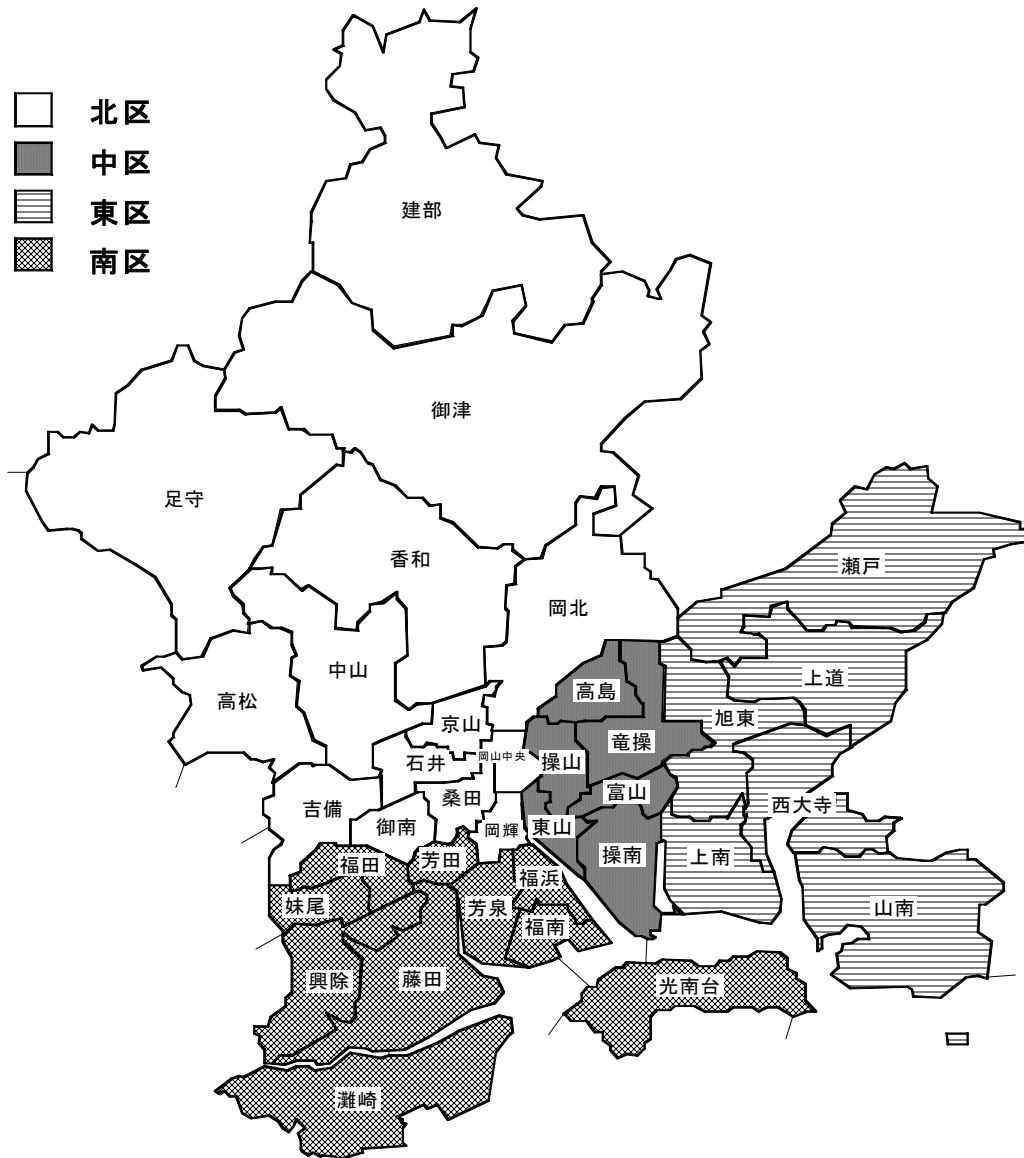 北区
中区
東区
南区
建部
御津
足守
香和
瀬戸
岡北
中山
上道
高松
高島
旭東
京山
竜操
石井
岡山中央
操山
富山
桑田
西大寺
吉備
御南
岡輝
東山
操南
上南
福田
芳田
福浜
妹尾
芳泉
福南
山南
興除
藤田
光南台
灘崎